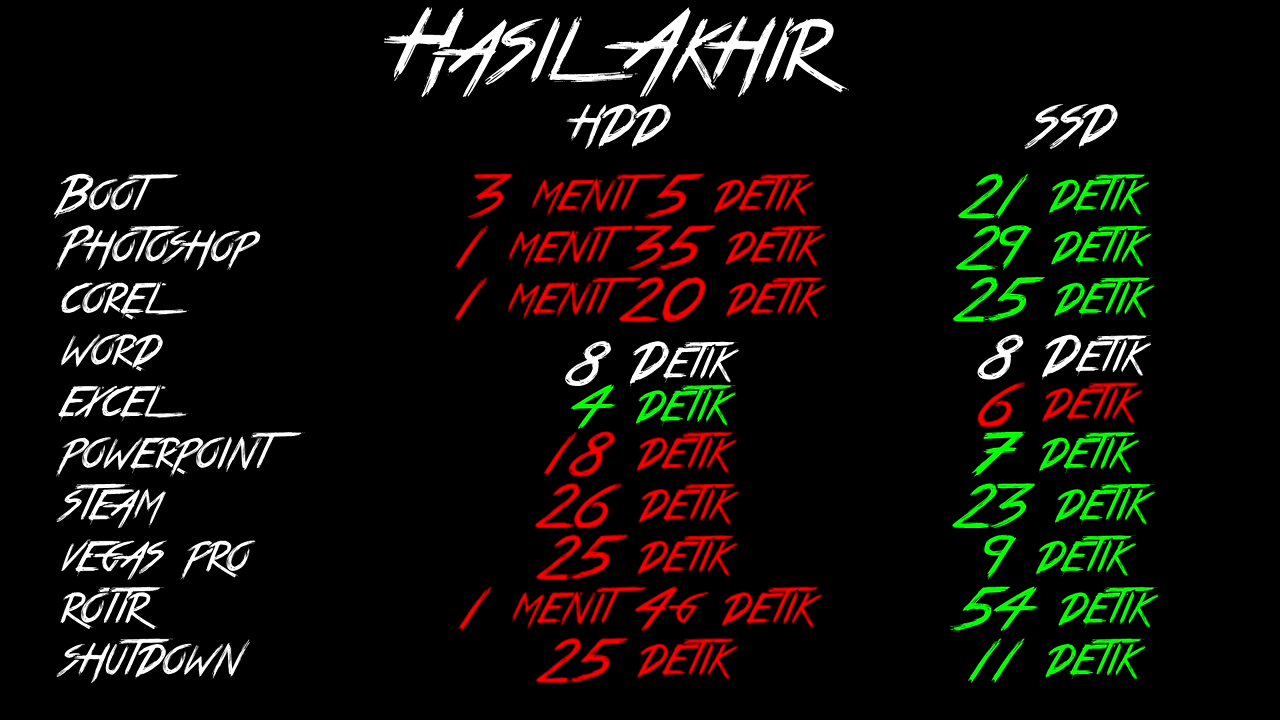 HASIL AKHIR
HDD SSD
BOOT 3 MENIT 5 DETIK 21 DETIK
PHOTOSHOP 1 MENIT 35 DETIK 29 DETIK
COREL 1 MENIT 20 DETIK 25 DETIK
WORD 8 DETIK 8 DETIK
EXCEL 4 DETIK 6 DETIK
POWERPOINT 18 DETIK 7 DETIK
STEAM 26 DETIK 23 DETIK
VEGAS PRO 25 DETIK 9 DETIK
ROTTR 1 MENIT 46 DETIK 54 DETIK
SHUTDOWN 25 DETIK 11 DETIK